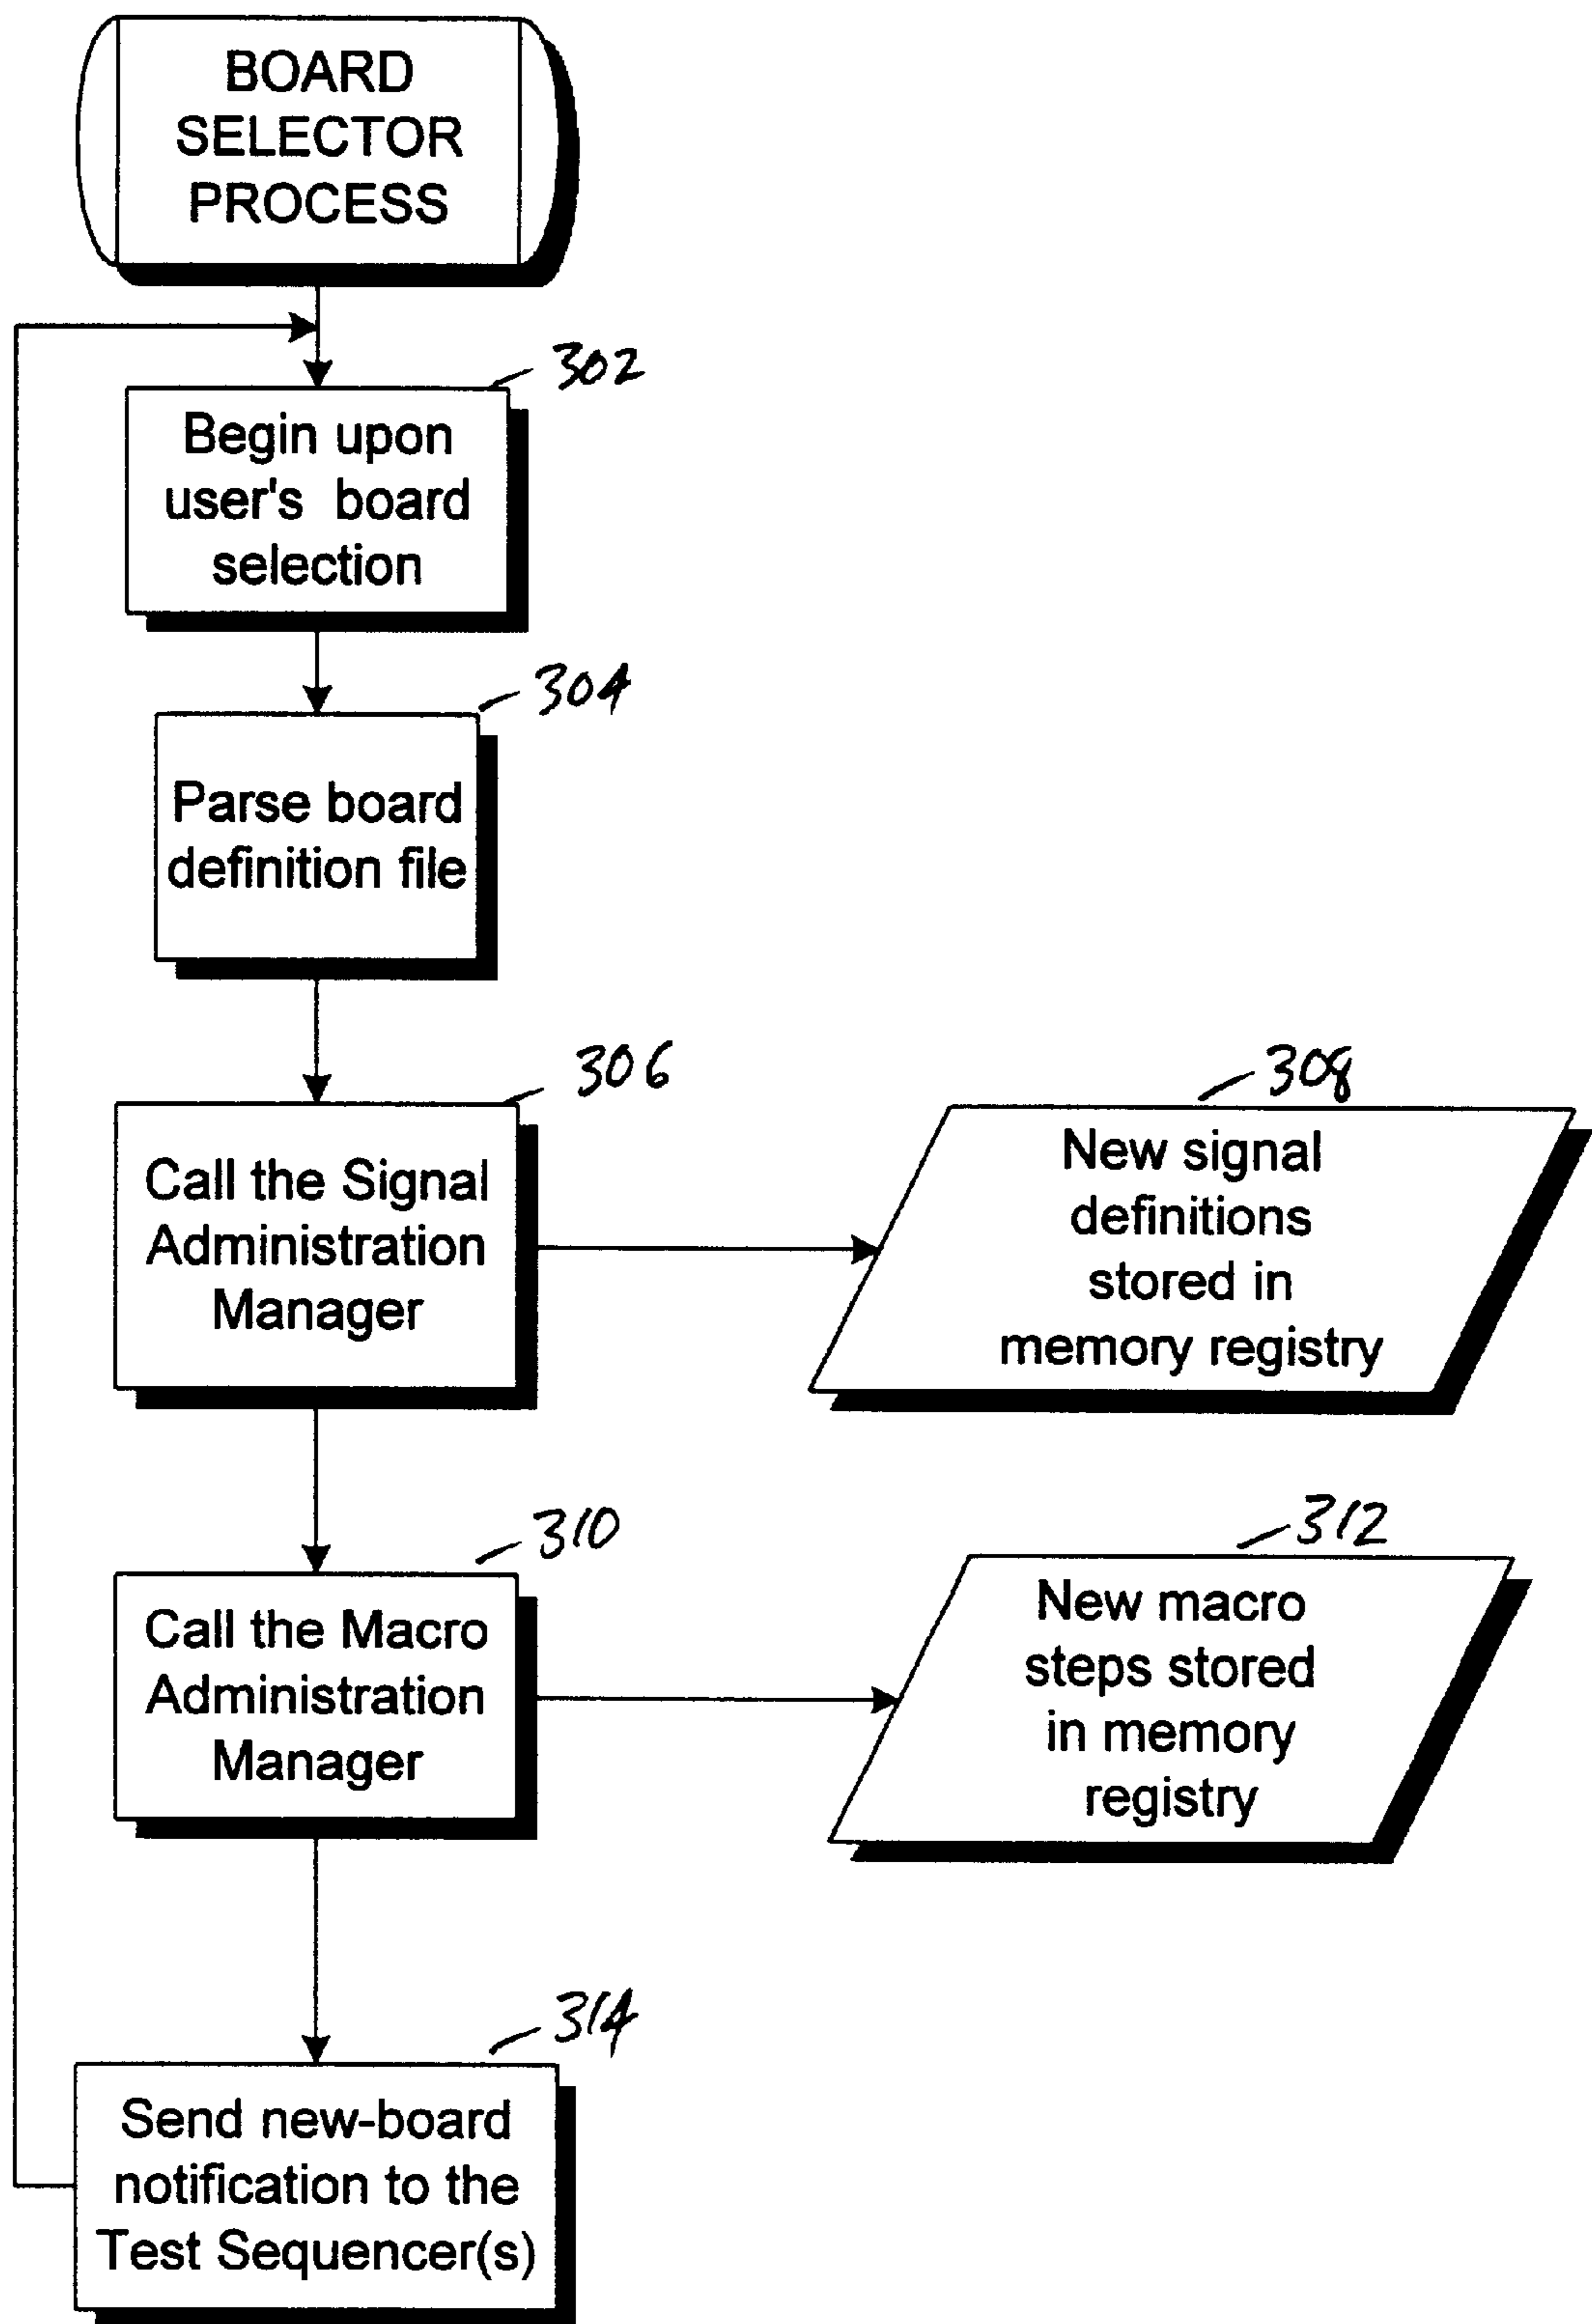 BOARD
SELECTOR
PROCESS
302
Begin upon
user's board
selection
304
Parse board
definition file
306
Call the Signal
Administration
Manager
308
New signal
definitions
stored in
memory registry
310
Call the Macro
Administration
Manager
312
New macro
steps stored
in memory
registry
314
Send new-board
notification to the
Test Sequencer(s)